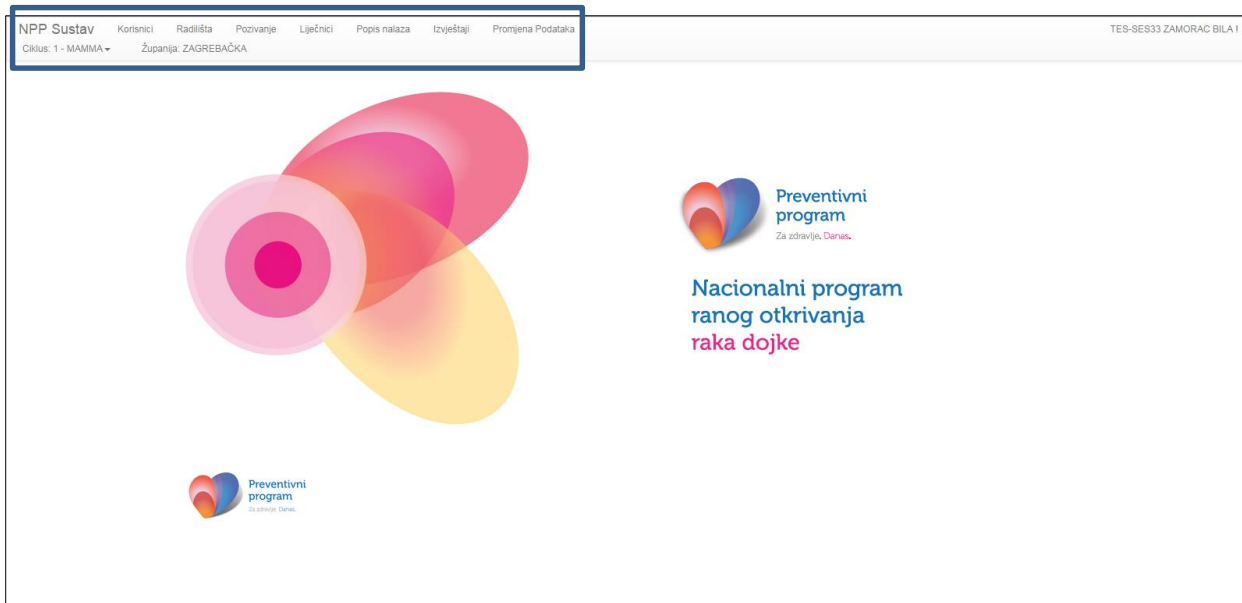 NPP Sustav Korisnici Radilišta Pozivanje Liječnici Popis nalaza Izvještaji Promjena Podataka TES-SES33 ZAMORAC BILA !
Ciklus: 1 - MAMMA Županija: ZAGREBAČKA
Preventivni
program
Za zdravlje. Danas.
Nacionalni program
ranog otkrivanja
raka dojke
Preventivni
program
Za zdravlje. Danas.